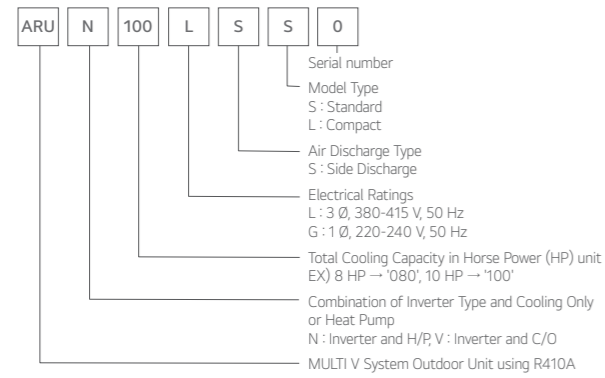 ARU N 100 L S S 0
Serial number
Model Type
S : Standard
L : Compact
Air Discharge Type
S : Side Discharge
Electrical Ratings
L : 3 Ø, 380-415 V, 50 Hz
G : 1 Ø, 220-240 V, 50 Hz
Total Cooling Capacity in Horse Power (HP) unit
EX) 8 HP → '080', 10 HP → '100'
Combination of Inverter Type and Cooling Only
or Heat Pump
N : Inverter and H/P, V : Inverter and C/O
MULTI V System Outdoor Unit using R410A